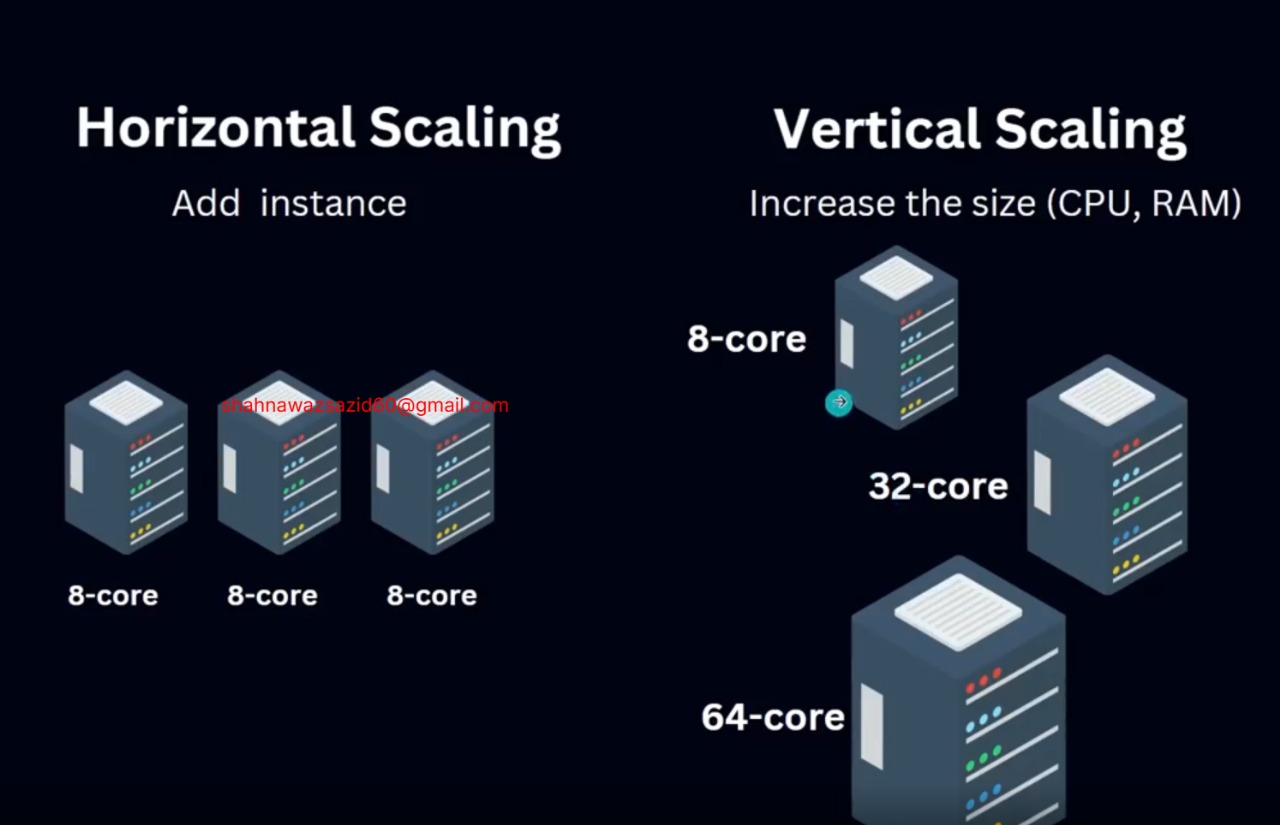 Horizontal Scaling
Add instance
shahnawazsazid60@gmail.com
8-core 8-core 8-core
Vertical Scaling
Increase the size (CPU, RAM)
8-core
32-core
64-core